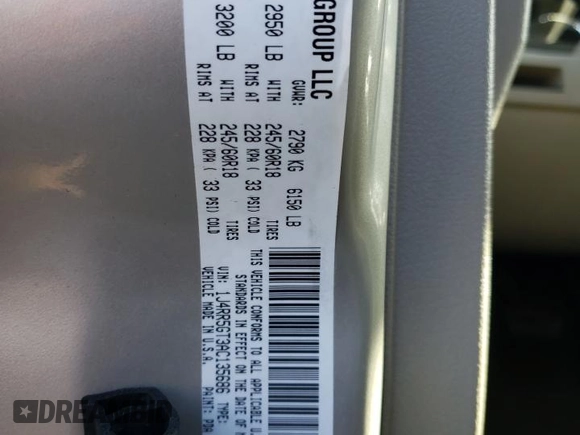 GROUP LLC
GVWR: 2790 KG 6150 LB
2950 LB WITH 245/60R18 TIRES
RIMS AT 228 KPA ( 33 PSI) COLD
3200 LB WITH 245/60R18 TIRES
RIMS AT 228 KPA ( 33 PSI) COLD
THIS VEHICLE CONFORMS TO ALL APPLICABLE U.
STANDARDS IN EFFECT ON THE DATE OF M
VIN: 1J4RR5GT3AC135686 TYPE:
VEHICLE MADE IN U.S.A. PAINT: PDA
DREAMBID